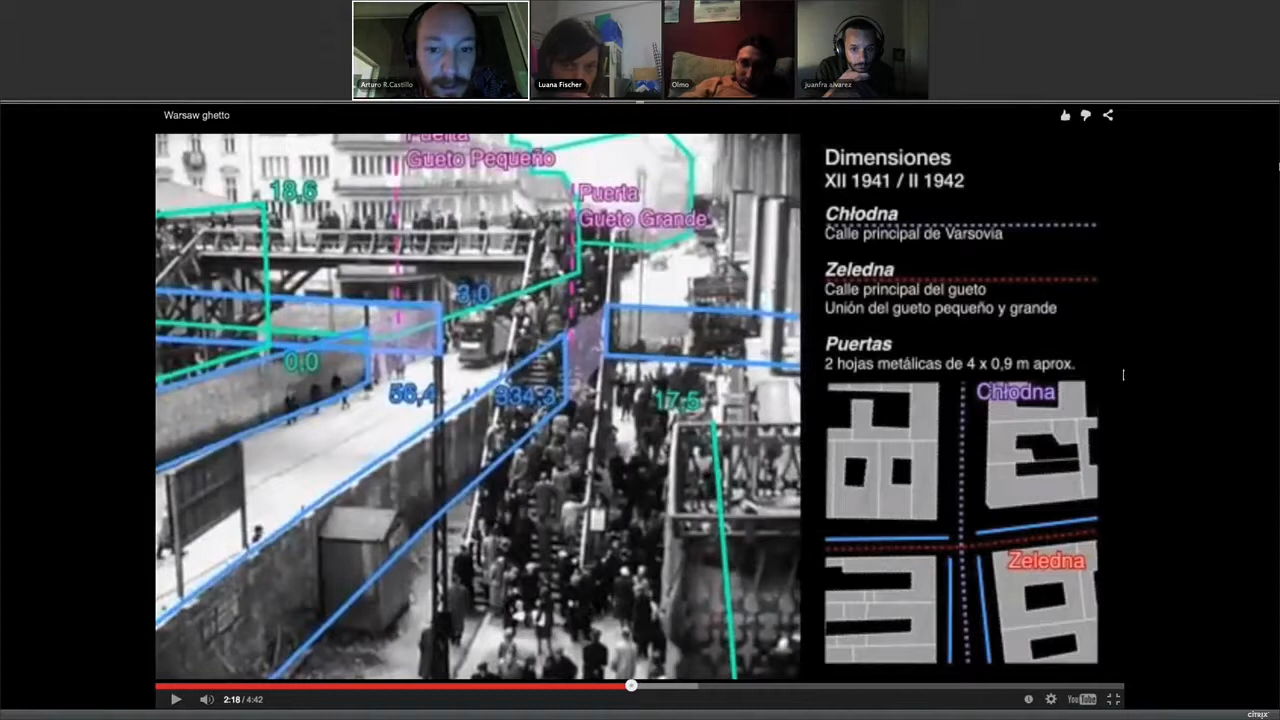 Arturo R.Castillo
Luana Fischer
Olmo
juanfra alvarez
Warsaw ghetto
Puerta
Gueto Pequeño
18,6
Puerta
Gueto Grande
3,0
0,0
56,4
334,3
17,5
Dimensiones
XII 1941 / II 1942
Chłodna
Calle principal de Varsovia
Zeledna
Calle principal del gueto
Unión del gueto pequeño y grande
Puertas
2 hojas metálicas de 4 x 0,9 m aprox.
Chłodna
Zeledna
2:18 / 4:42
YouTube
CITRIX